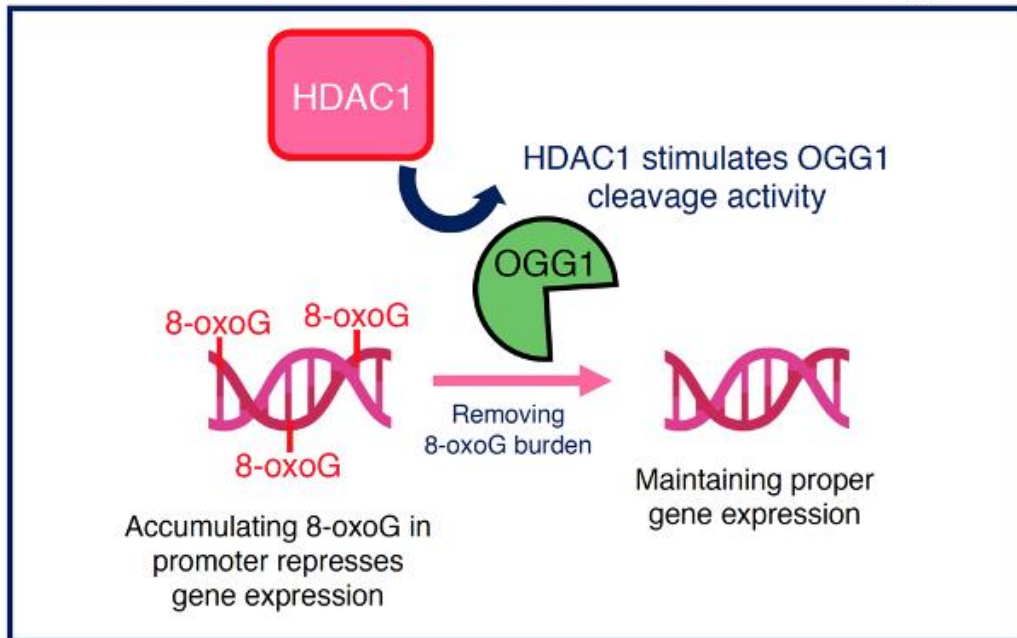 HDAC1
HDAC1 stimulates OGG1
cleavage activity
OGG1
8-oxoG
8-oxoG
8-oxoG
Removing
8-oxoG burden
Accumulating 8-oxoG in
promoter represses
gene expression
Maintaining proper
gene expression